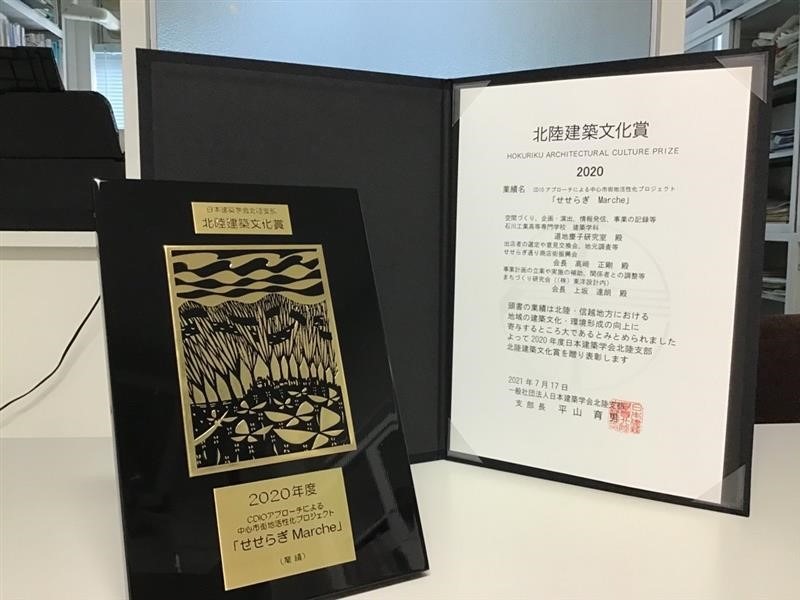 日本建築学会北陸支部
北陸建築文化賞
2020年度
CDIOアプローチによる
中心市街地活性化プロジェクト
「せせらぎ Marche」
(業績)
北陸建築文化賞
HOKURIKU ARCHITECTURAL CULTURE PRIZE
2020
業績名 CDIOアプローチによる中心市街地活性化プロジェクト
「せせらぎ Marche」
空間づくり、企画・演出、情報発信、事業の記録等
石川工業高等専門学校 建築学科
道地慶子研究室 殿
出店者の選定や意見交換会、地元調査等
せせらぎ通り商店街振興会
会長 高﨑 正剛 殿
事業計画の立案や実施の補助、関係者との調整等
まちづくり研究会((株)東洋設計内)
会長 上坂 達朗 殿
頭書の業績は北陸・信越地方における
地域の建築文化・環境形成の向上に
寄与するところ大であるとみとめられました
よって2020年度日本建築学会北陸支部
北陸建築文化賞を贈り表彰します
2021年7月17日
一般社団法人日本建築学会北陸支部
支部長 平山 育男